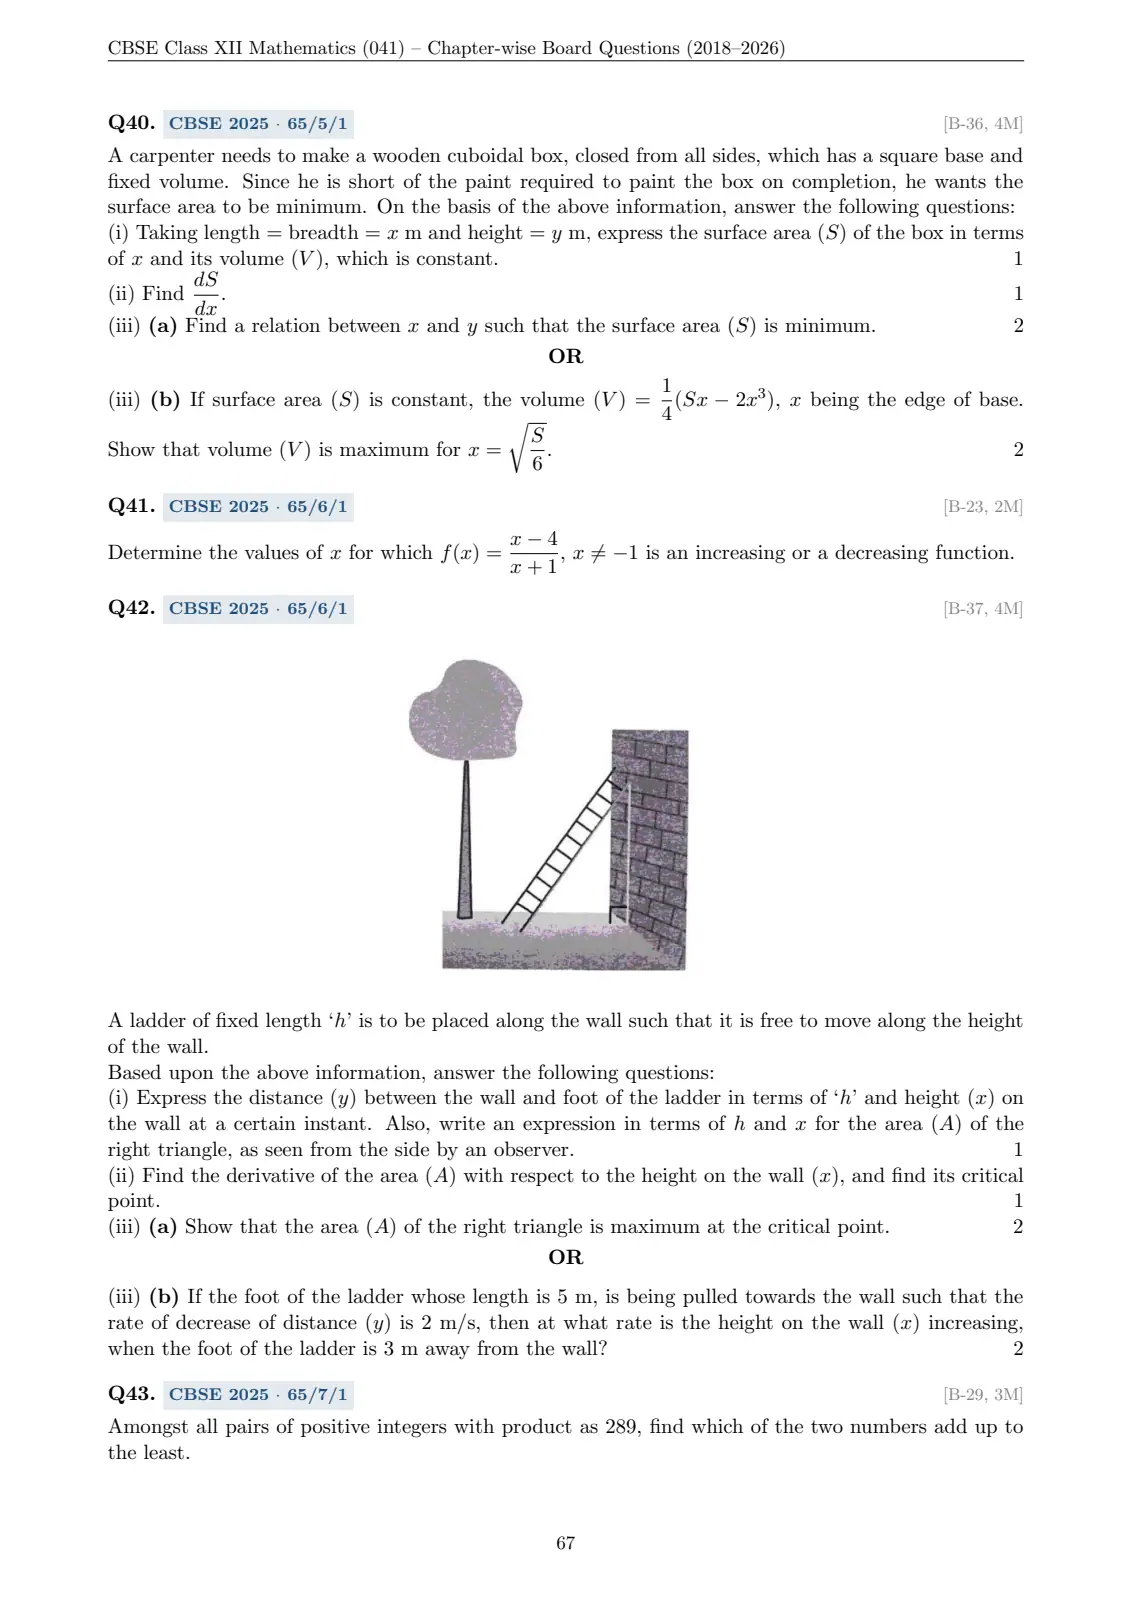 CBSE Class XII Mathematics (041) – Chapter-wise Board Questions (2018–2026)
Q40. CBSE 2025 · 65/5/1 [B-36, 4M]
A carpenter needs to make a wooden cuboidal box, closed from all sides, which has a square base and
fixed volume. Since he is short of the paint required to paint the box on completion, he wants the
surface area to be minimum. On the basis of the above information, answer the following questions:
(i) Taking length = breadth = x m and height = y m, express the surface area (S) of the box in terms
of x and its volume (V), which is constant. 1
(ii) Find dS/dx. 1
(iii) (a) Find a relation between x and y such that the surface area (S) is minimum. 2
OR
(iii) (b) If surface area (S) is constant, the volume (V) = 1/4(Sx − 2x³), x being the edge of base.
Show that volume (V) is maximum for x = √(S/6). 2
Q41. CBSE 2025 · 65/6/1 [B-23, 2M]
Determine the values of x for which f(x) = (x − 4)/(x + 1), x ≠ −1 is an increasing or a decreasing function.
Q42. CBSE 2025 · 65/6/1 [B-37, 4M]
A ladder of fixed length ‘h’ is to be placed along the wall such that it is free to move along the height
of the wall.
Based upon the above information, answer the following questions:
(i) Express the distance (y) between the wall and foot of the ladder in terms of ‘h’ and height (x) on
the wall at a certain instant. Also, write an expression in terms of h and x for the area (A) of the
right triangle, as seen from the side by an observer. 1
(ii) Find the derivative of the area (A) with respect to the height on the wall (x), and find its critical
point. 1
(iii) (a) Show that the area (A) of the right triangle is maximum at the critical point. 2
OR
(iii) (b) If the foot of the ladder whose length is 5 m, is being pulled towards the wall such that the
rate of decrease of distance (y) is 2 m/s, then at what rate is the height on the wall (x) increasing,
when the foot of the ladder is 3 m away from the wall? 2
Q43. CBSE 2025 · 65/7/1 [B-29, 3M]
Amongst all pairs of positive integers with product as 289, find which of the two numbers add up to
the least.
67